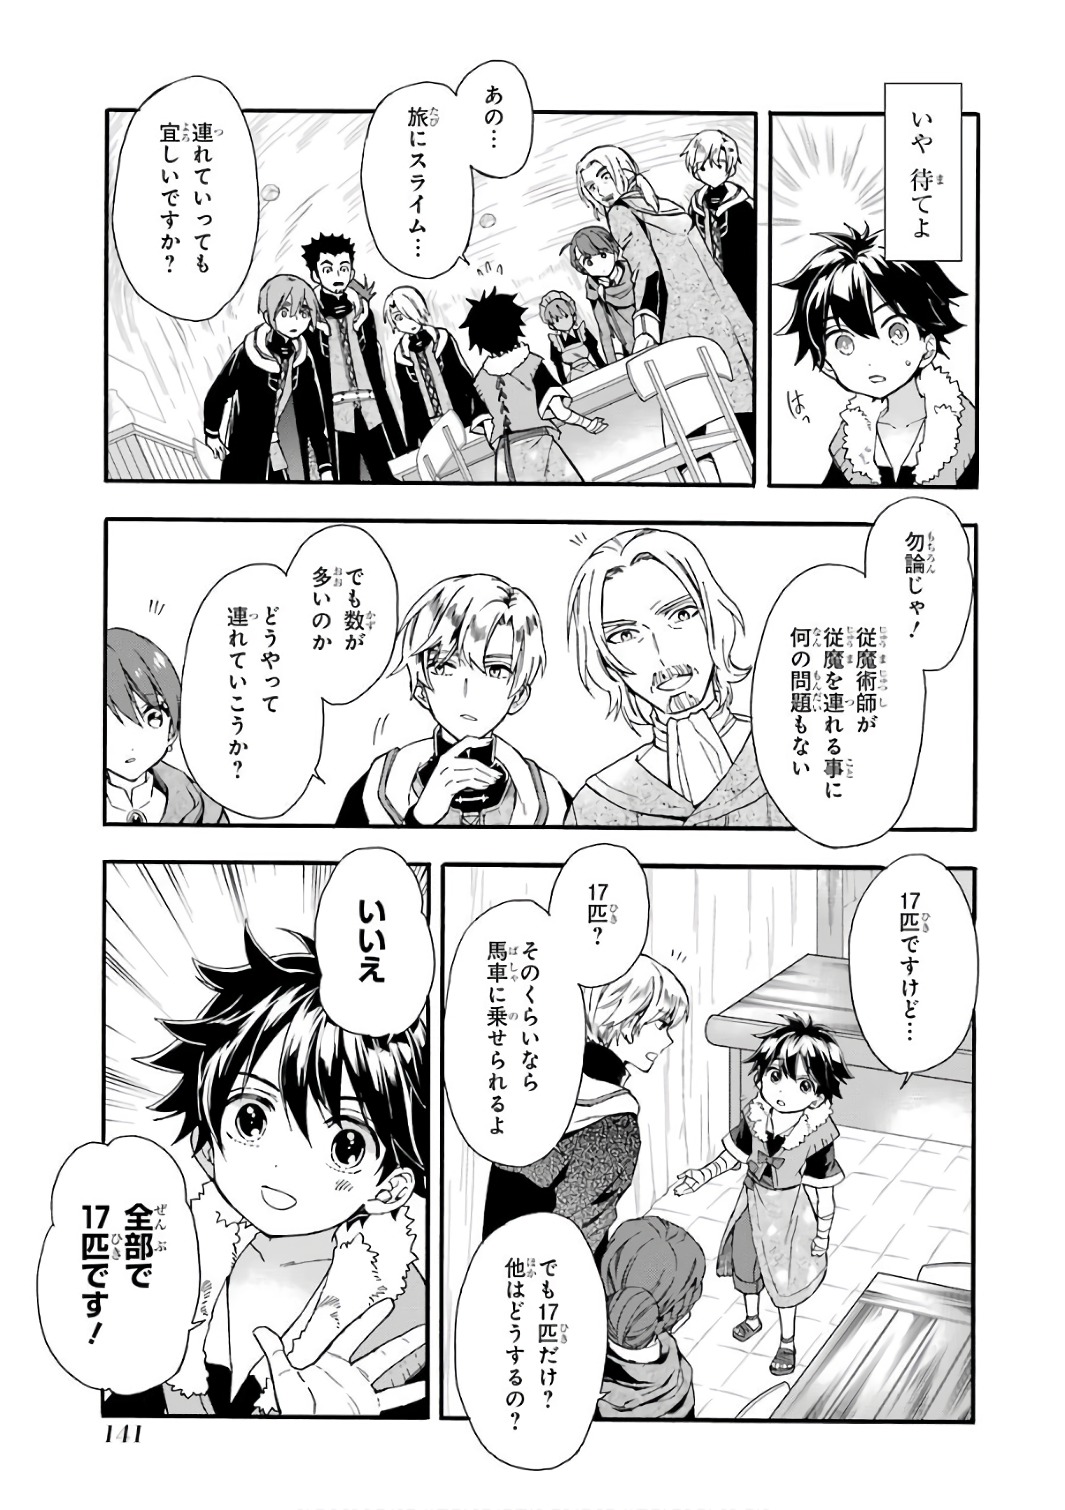 いや 待てよ
はっ
あの…
旅にスライム…
連れていっても
宜しいですか？
勿論じゃ！
従魔術師が
従魔を連れる事に
何の問題もない
でも数が
多いのか
どうやって
連れていこうか？
17匹ですけど…
17匹？
そのくらいなら
馬車に乗せられるよ
でも17匹だけ？
他はどうするの？
いいえ
全部で
17匹です！
141